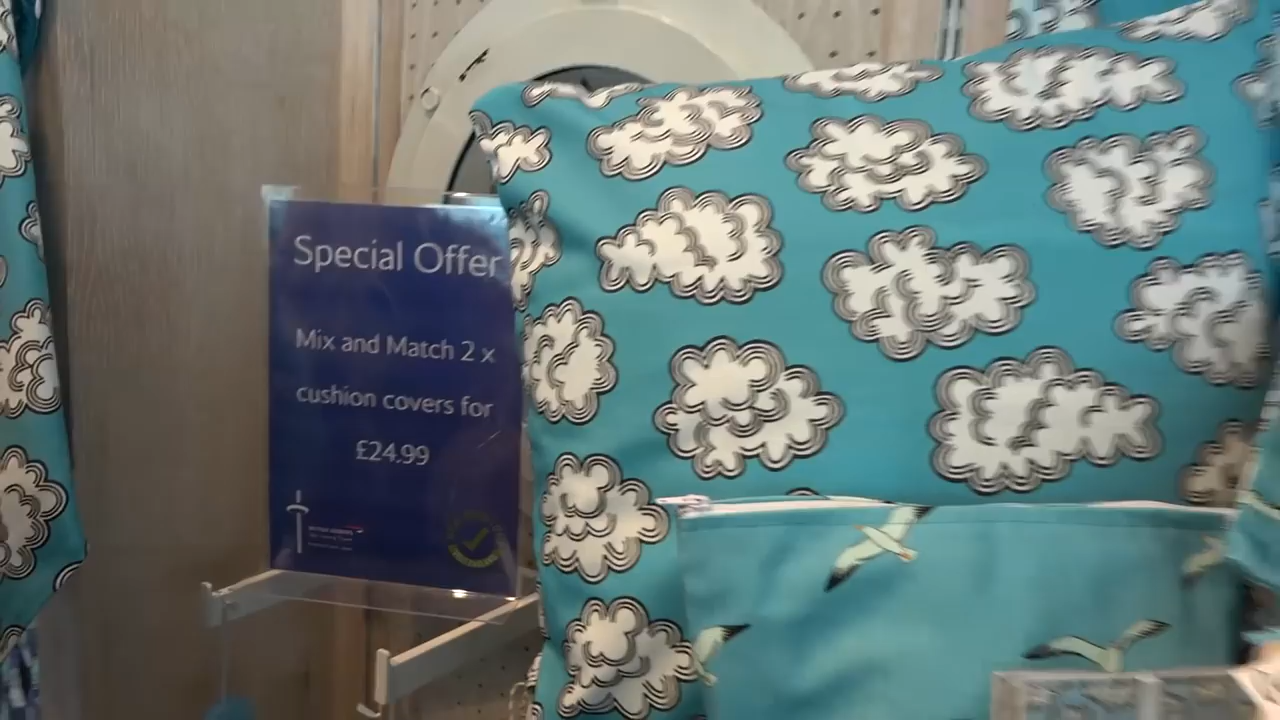 Special Offer
Mix and Match 2 x
cushion covers for
£24.99